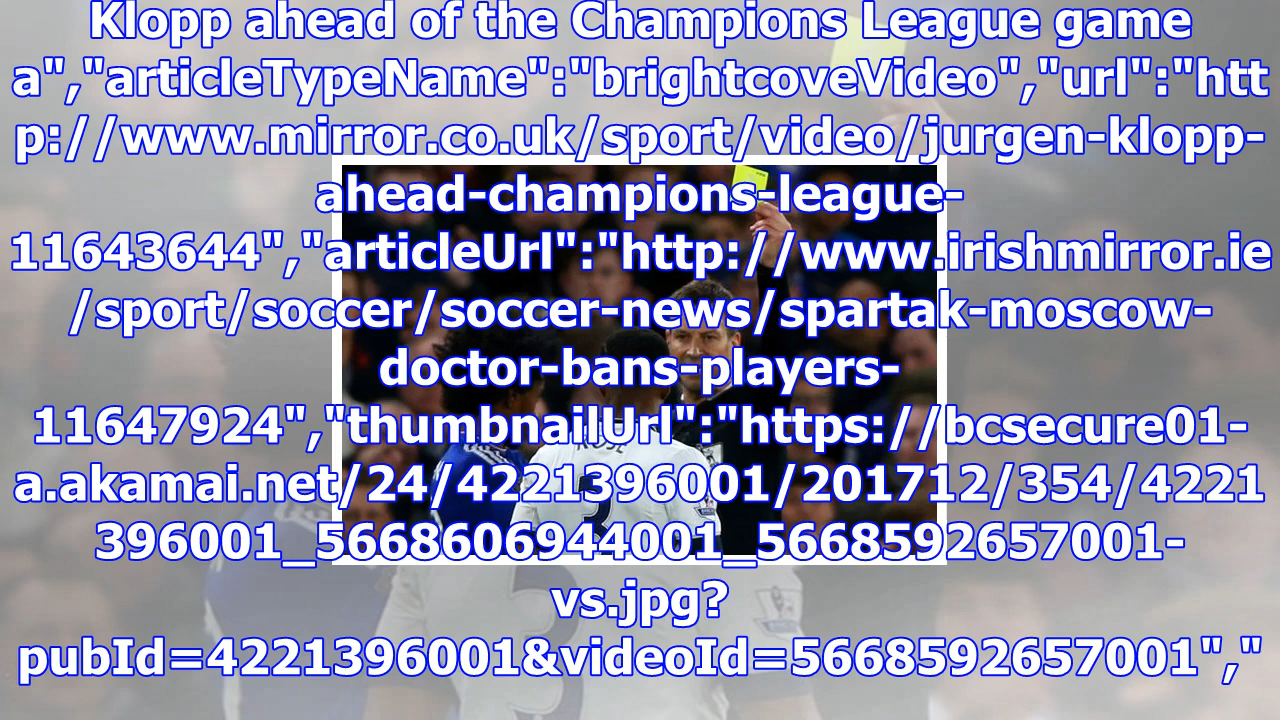 Klopp ahead of the Champions League game
a","articleTypeName":"brightcoveVideo","url":"htt
p://www.mirror.co.uk/sport/video/jurgen-klopp-
ahead-champions-league-
11643644","articleUrl":"http://www.irishmirror.ie
/sport/soccer/soccer-news/spartak-moscow-
doctor-bans-players-
11647924","thumbnailUrl":"https://bcsecure01-
a.akamai.net/24/4221396001/201712/354/4221
396001_5668606944001_5668592657001-
vs.jpg?
pubId=4221396001&videoId=5668592657001","
ROSE
3